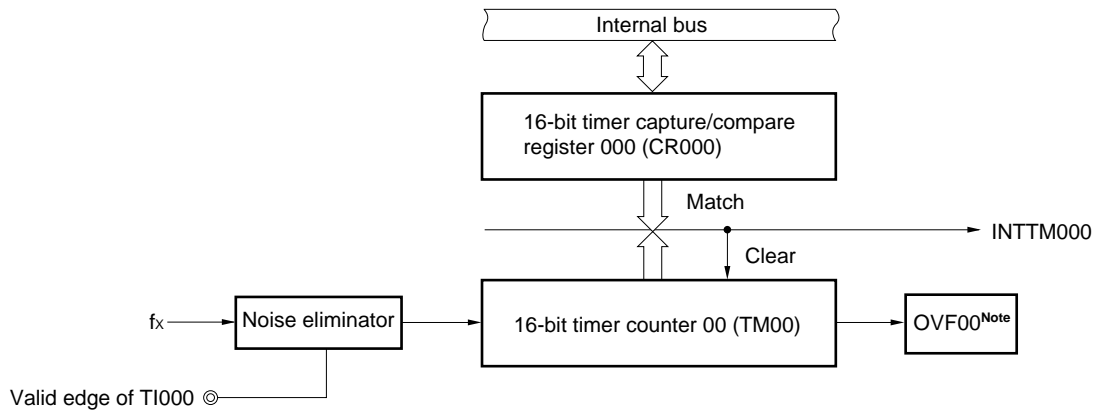 Internal bus
16-bit timer capture/compare
register 000 (CR000)
Match
INTTM000
Clear
fX
Noise eliminator
16-bit timer counter 00 (TM00)
OVF00Note
Valid edge of TI000